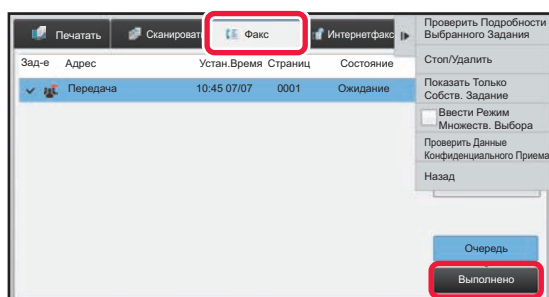 Печатать
Сканироват
Факс
Интернетфакс
Зад-е Адрес Устан.Время Страниц Состояние
Передача 10:45 07/07 0001 Ожидание
Проверить Подробности
Выбранного Задания
Стоп/Удалить
Показать Только
Собств. Задание
Ввести Режим
Множеств. Выбора
Проверить Данные
Конфиденциального Приема
Назад
Очередь
Выполнено